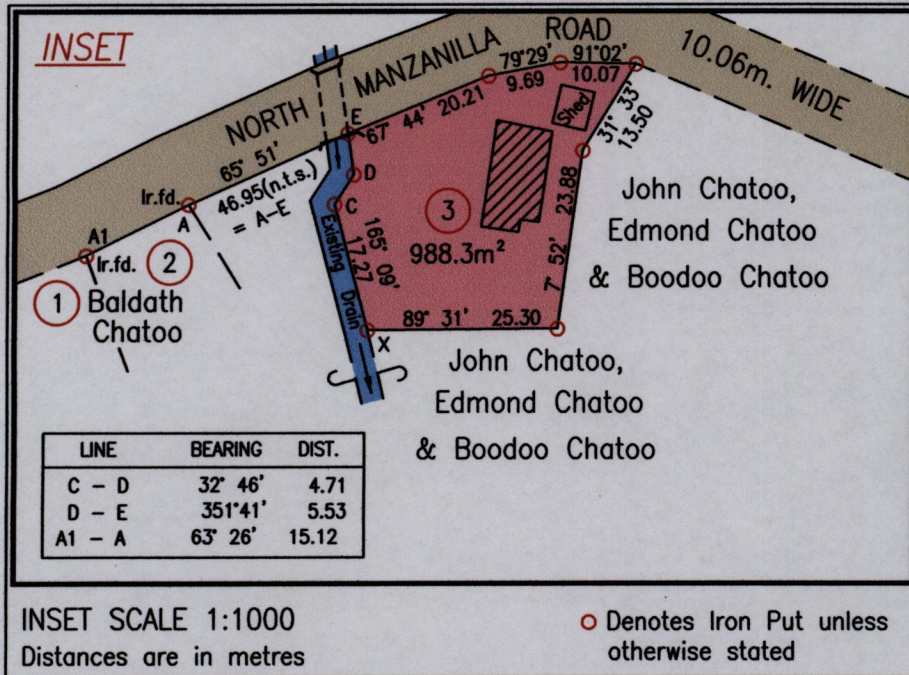 INSET
NORTH MANZANILLA ROAD
10.06m. WIDE
65° 51'
46.95(n.t.s.)
= A-E
67° 44' 20.21
79°29'
9.69
91°02'
10.07
31° 33'
13.50
Shed
E
D
C
A
Ir.fd.
A1
Ir.fd.
1
2
3
Baldath
Chatoo
Existing Drain
165° 09'
17.27
988.3m²
7° 52' 23.88
89° 31' 25.30
X
John Chatoo,
Edmond Chatoo
& Boodoo Chatoo
John Chatoo,
Edmond Chatoo
& Boodoo Chatoo
LINE BEARING DIST.
C - D 32° 46' 4.71
D - E 351°41' 5.53
A1 - A 63° 26' 15.12
INSET SCALE 1:1000
Distances are in metres
Denotes Iron Put unless
otherwise stated